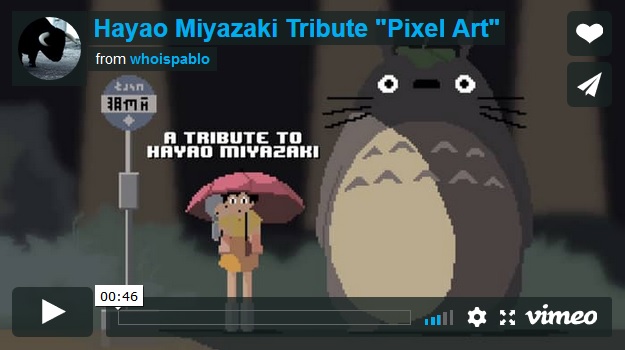 Hayao Miyazaki Tribute "Pixel Art"
from whoispablo
A TRIBUTE TO
HAYAO MIYAZAKI
00:46
vimeo